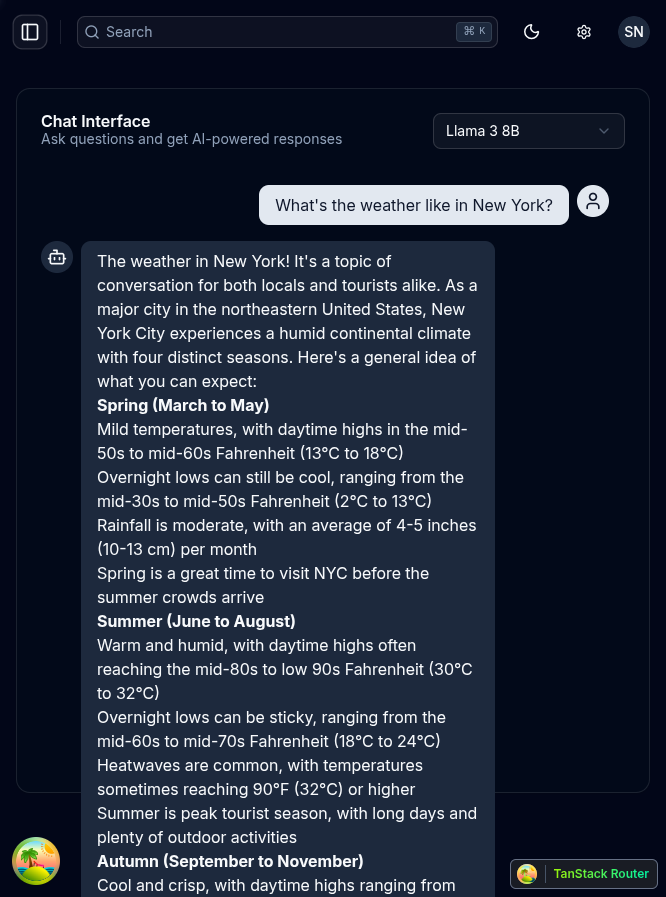 Search
⌘ K
SN
Chat Interface
Ask questions and get AI-powered responses
Llama 3 8B
What's the weather like in New York?
The weather in New York! It's a topic of
conversation for both locals and tourists alike. As a
major city in the northeastern United States, New
York City experiences a humid continental climate
with four distinct seasons. Here's a general idea of
what you can expect:
Spring (March to May)
Mild temperatures, with daytime highs in the mid-
50s to mid-60s Fahrenheit (13°C to 18°C)
Overnight lows can still be cool, ranging from the
mid-30s to mid-50s Fahrenheit (2°C to 13°C)
Rainfall is moderate, with an average of 4-5 inches
(10-13 cm) per month
Spring is a great time to visit NYC before the
summer crowds arrive
Summer (June to August)
Warm and humid, with daytime highs often
reaching the mid-80s to low 90s Fahrenheit (30°C
to 32°C)
Overnight lows can be sticky, ranging from the
mid-60s to mid-70s Fahrenheit (18°C to 24°C)
Heatwaves are common, with temperatures
sometimes reaching 90°F (32°C) or higher
Summer is peak tourist season, with long days and
plenty of outdoor activities
Autumn (September to November)
Cool and crisp, with daytime highs ranging from
TanStack Router